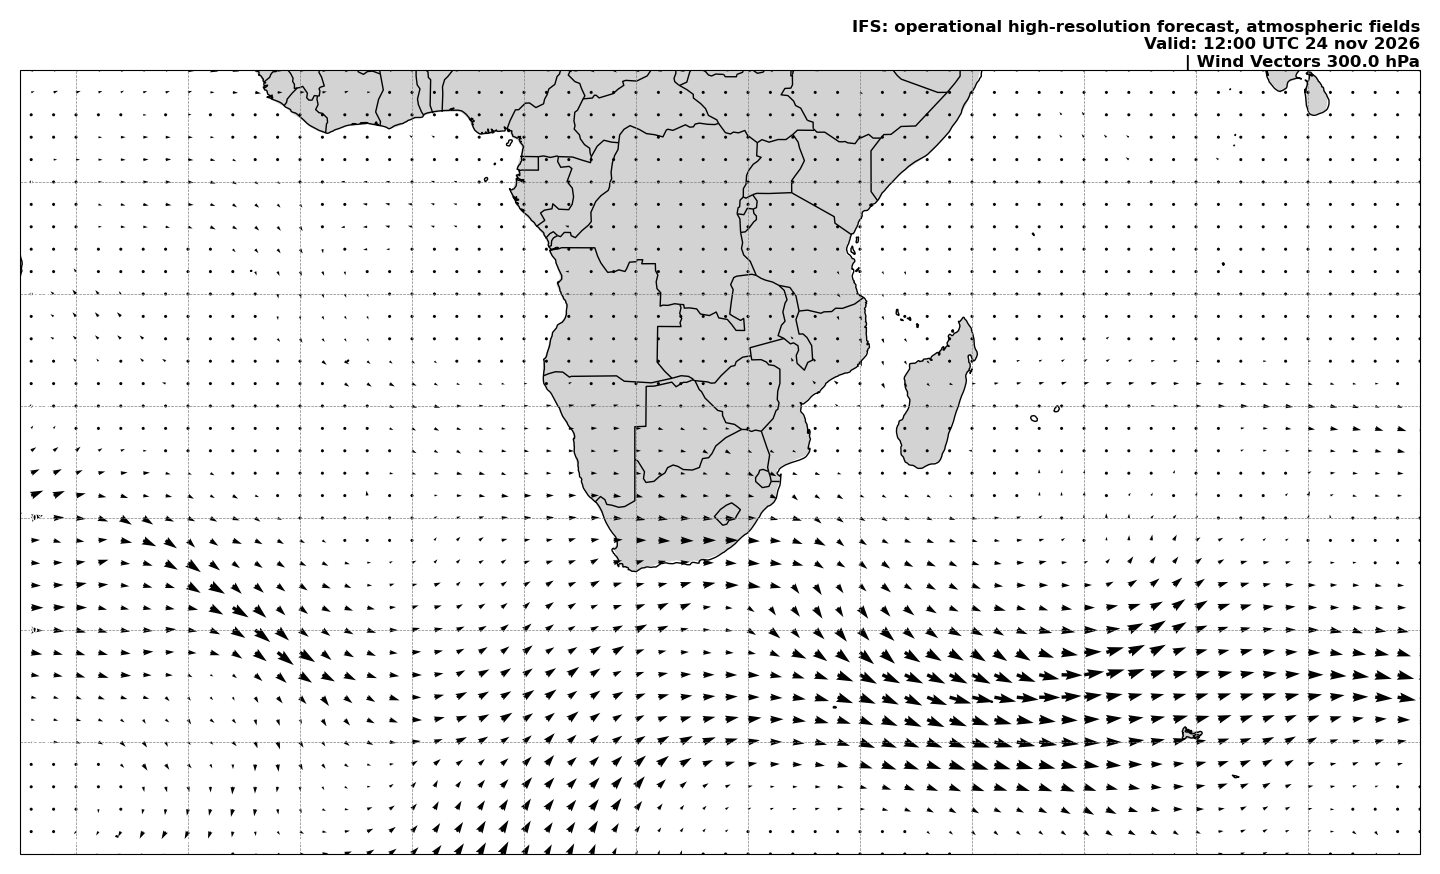 IFS: operational high-resolution forecast, atmospheric fields
Valid: 12:00 UTC 24 nov 2026
| Wind Vectors 300.0 hPa